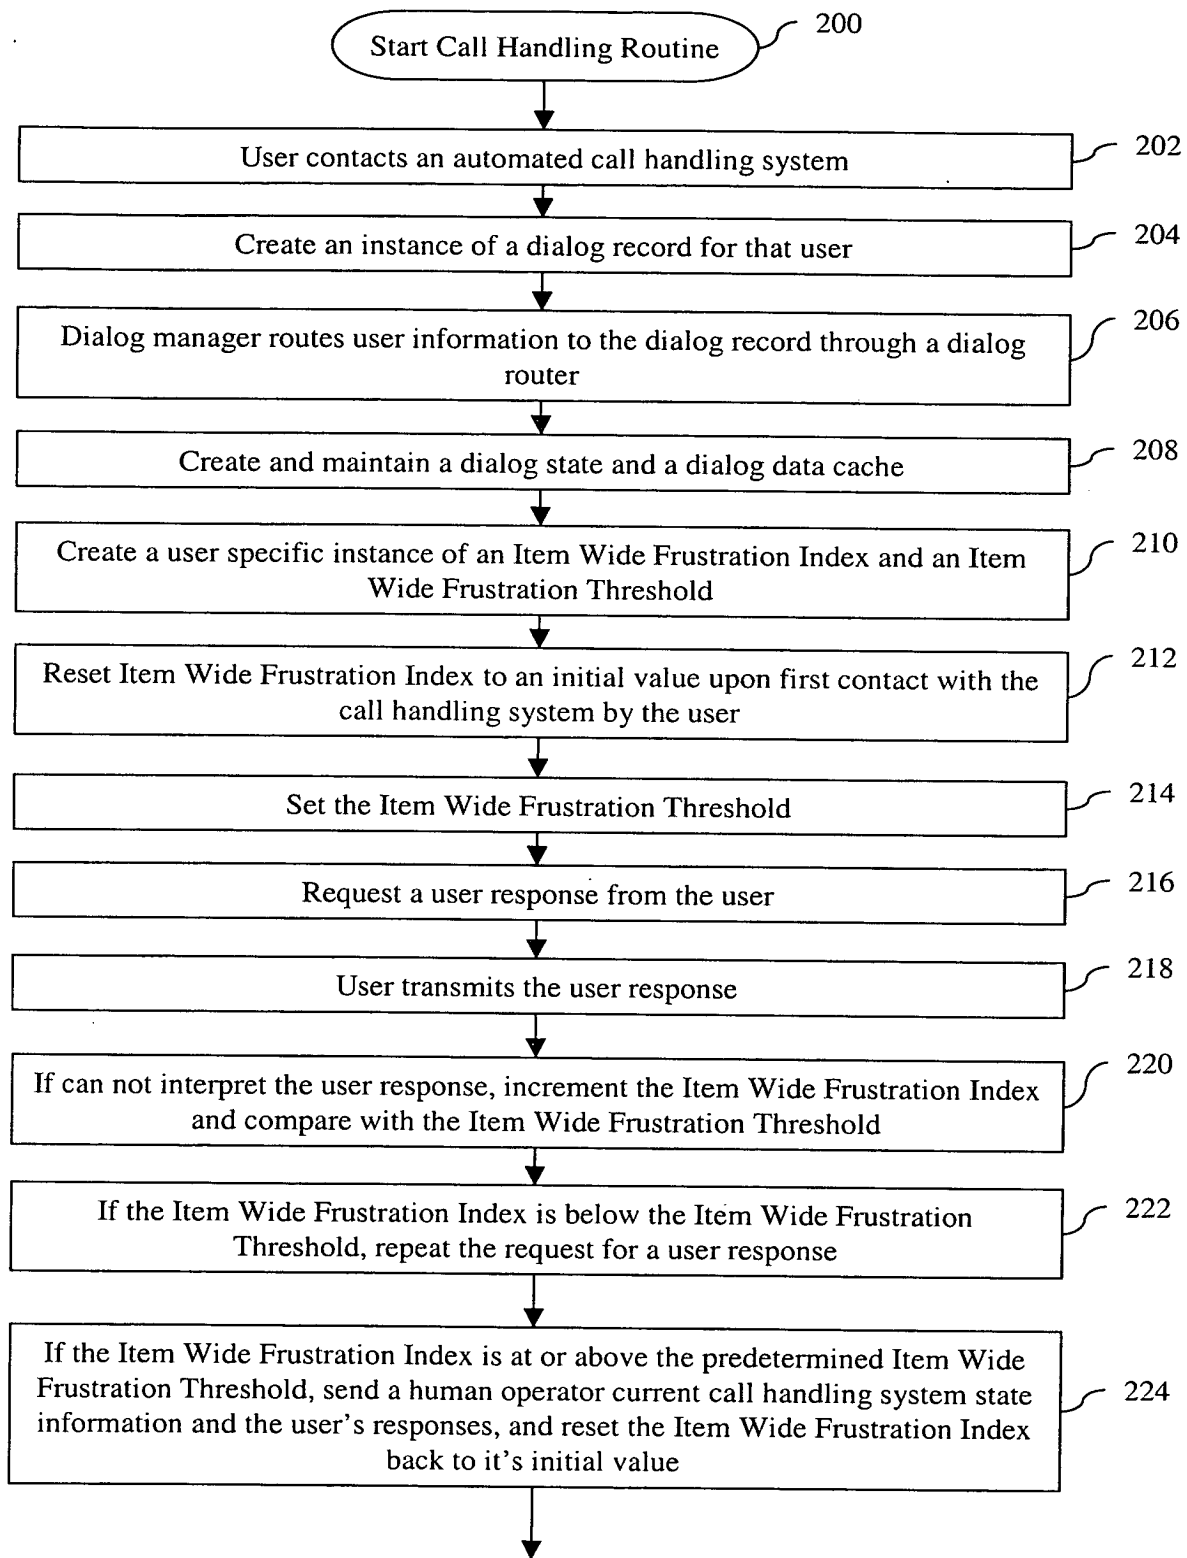 Start Call Handling Routine
200
User contacts an automated call handling system
202
Create an instance of a dialog record for that user
204
Dialog manager routes user information to the dialog record through a dialog
router
206
Create and maintain a dialog state and a dialog data cache
208
Create a user specific instance of an Item Wide Frustration Index and an Item
Wide Frustration Threshold
210
Reset Item Wide Frustration Index to an initial value upon first contact with the
call handling system by the user
212
Set the Item Wide Frustration Threshold
214
Request a user response from the user
216
User transmits the user response
218
If can not interpret the user response, increment the Item Wide Frustration Index
and compare with the Item Wide Frustration Threshold
220
If the Item Wide Frustration Index is below the Item Wide Frustration
Threshold, repeat the request for a user response
222
If the Item Wide Frustration Index is at or above the predetermined Item Wide
Frustration Threshold, send a human operator current call handling system state
information and the user's responses, and reset the Item Wide Frustration Index
back to it's initial value
224